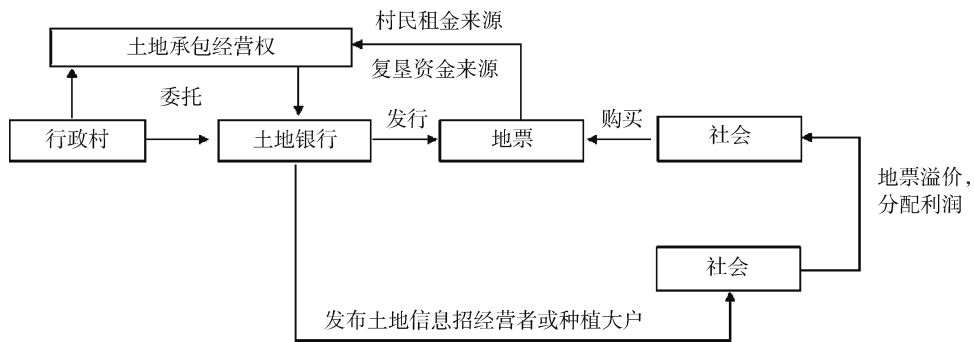 村民租金来源
土地承包经营权
复垦资金来源
委托
行政村
土地银行
发行
地票
购买
社会
地票溢价，
分配利润
社会
发布土地信息招经营者或种植大户